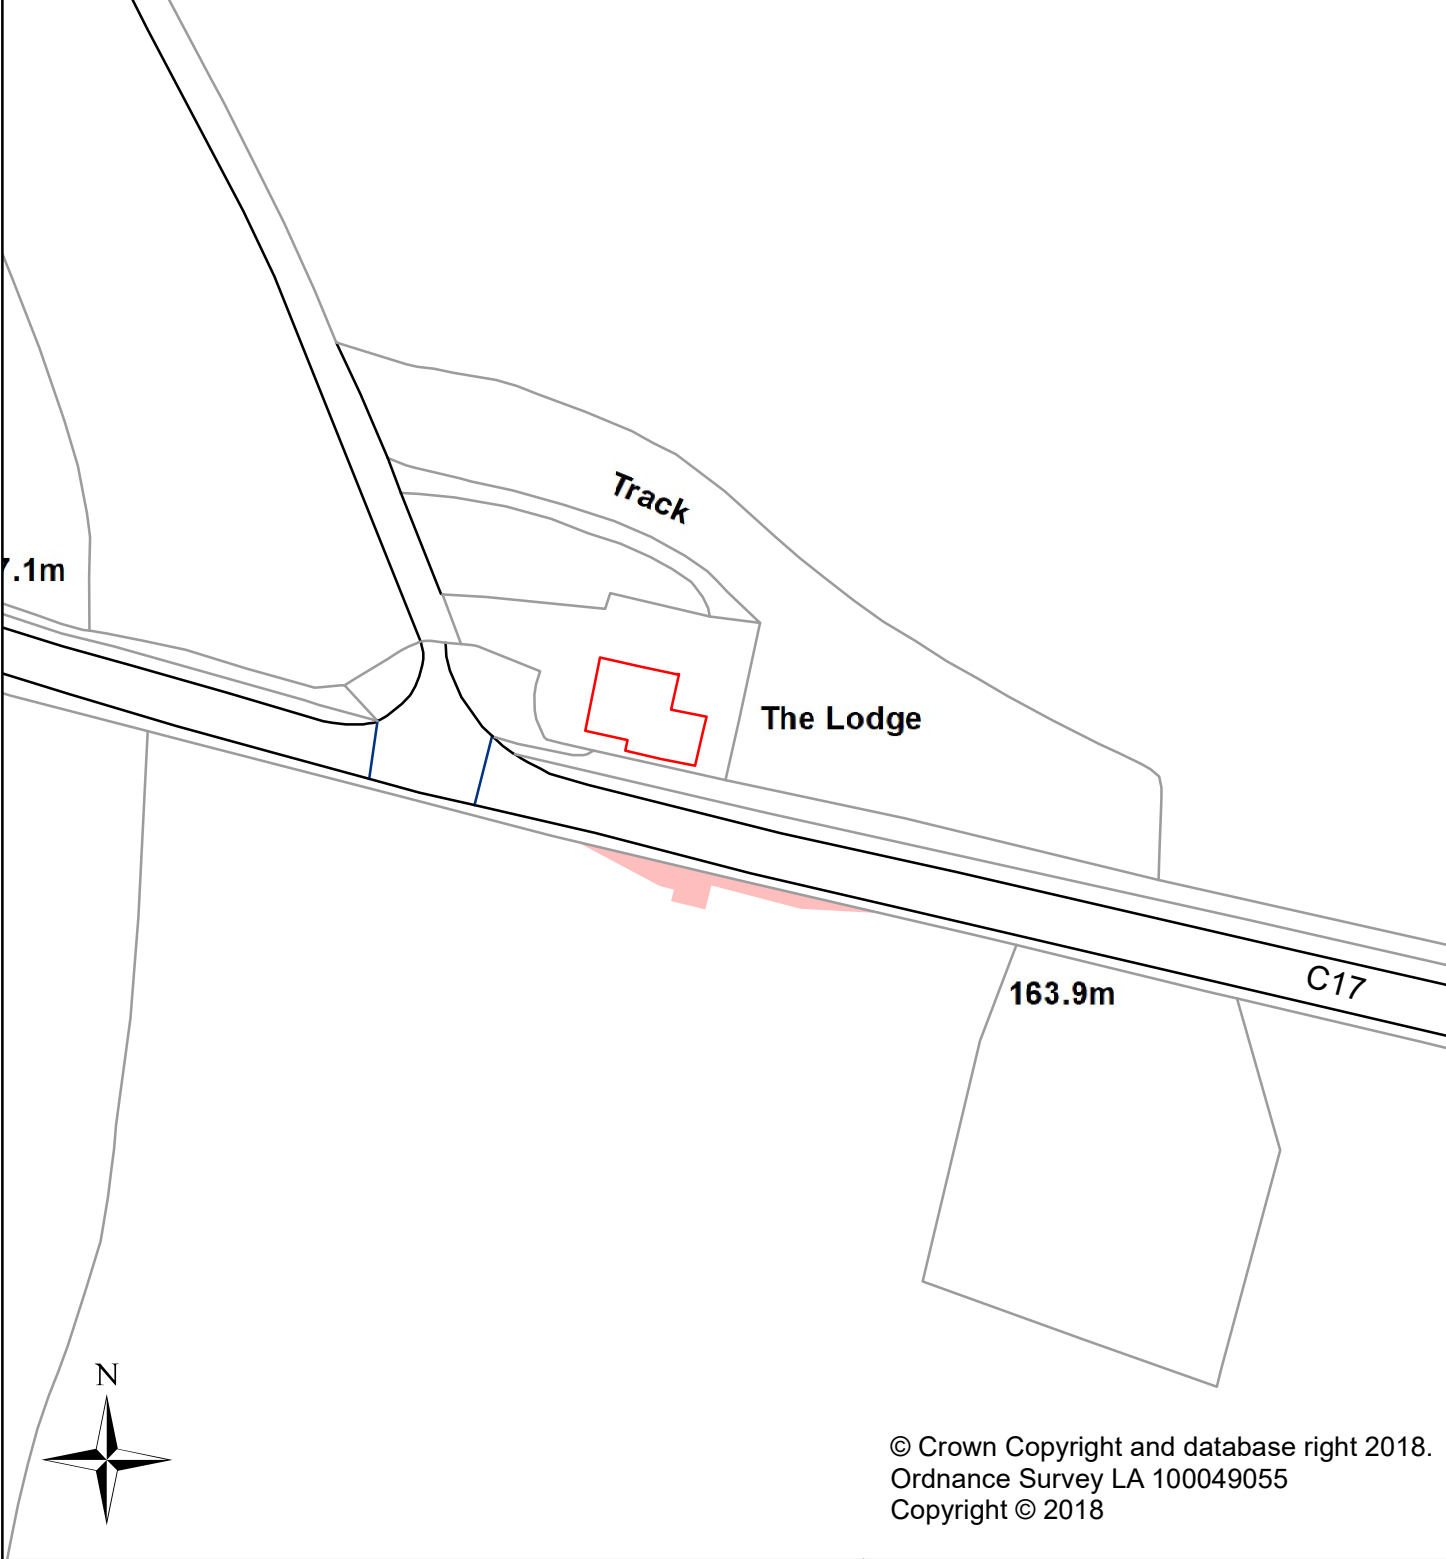 Track
7.1m
The Lodge
C17
163.9m
N
© Crown Copyright and database right 2018.
Ordnance Survey LA 100049055
Copyright © 2018